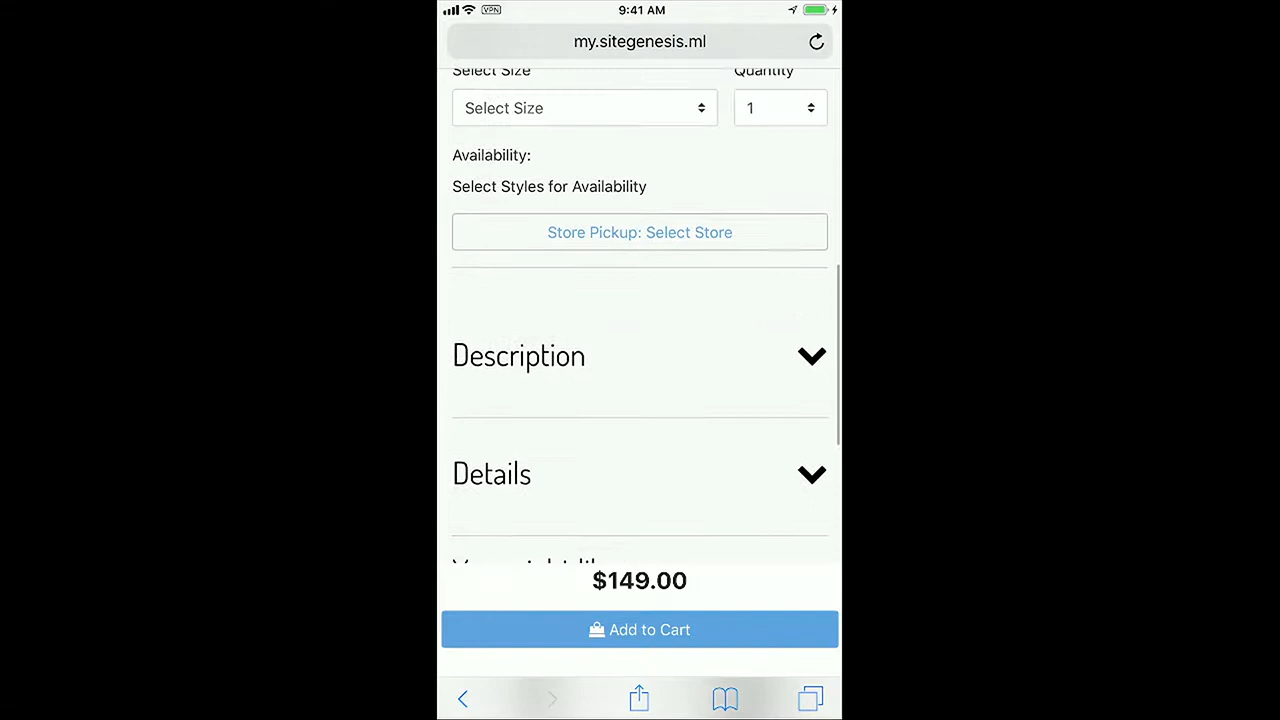 VPN
9:41 AM
my.sitegenesis.ml
Select Size
Quantity
Select Size
1
Availability:
Select Styles for Availability
Store Pickup: Select Store
Description
Details
$149.00
Add to Cart